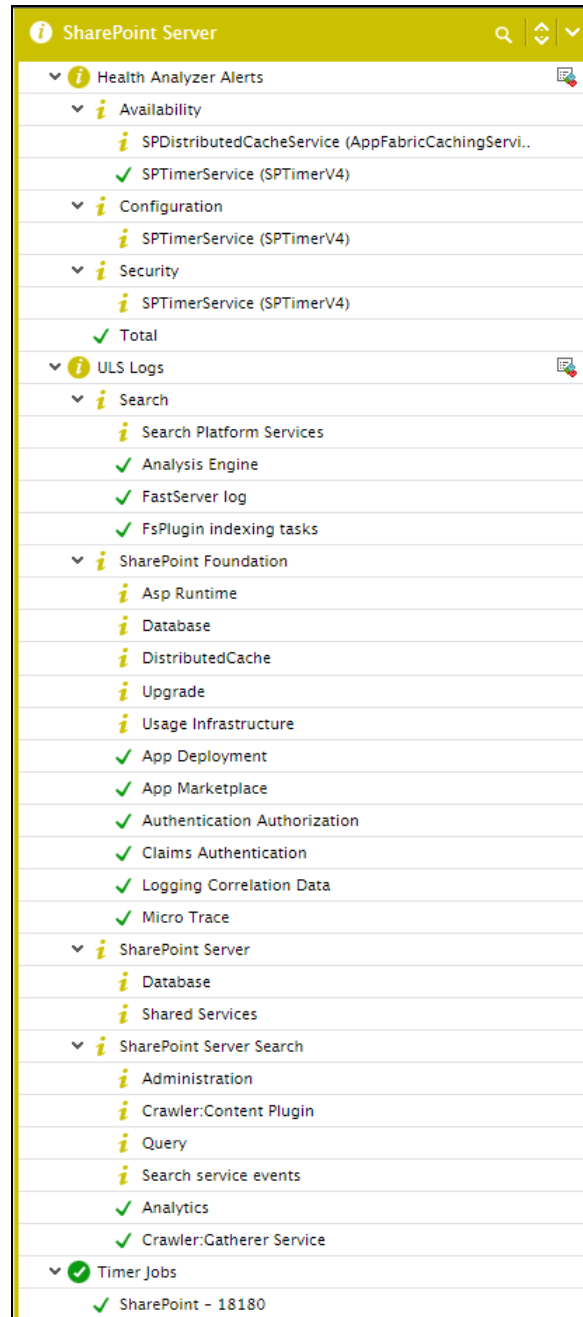 SharePoint Server
Health Analyzer Alerts
Availability
SPDistributedCacheService (AppFabricCachingServi..
SPTimerService (SPTimerV4)
Configuration
SPTimerService (SPTimerV4)
Security
SPTimerService (SPTimerV4)
Total
ULS Logs
Search
Search Platform Services
Analysis Engine
FastServer log
FsPlugin indexing tasks
SharePoint Foundation
Asp Runtime
Database
DistributedCache
Upgrade
Usage Infrastructure
App Deployment
App Marketplace
Authentication Authorization
Claims Authentication
Logging Correlation Data
Micro Trace
SharePoint Server
Database
Shared Services
SharePoint Server Search
Administration
Crawler:Content Plugin
Query
Search service events
Analytics
Crawler:Gatherer Service
Timer Jobs
SharePoint - 18180